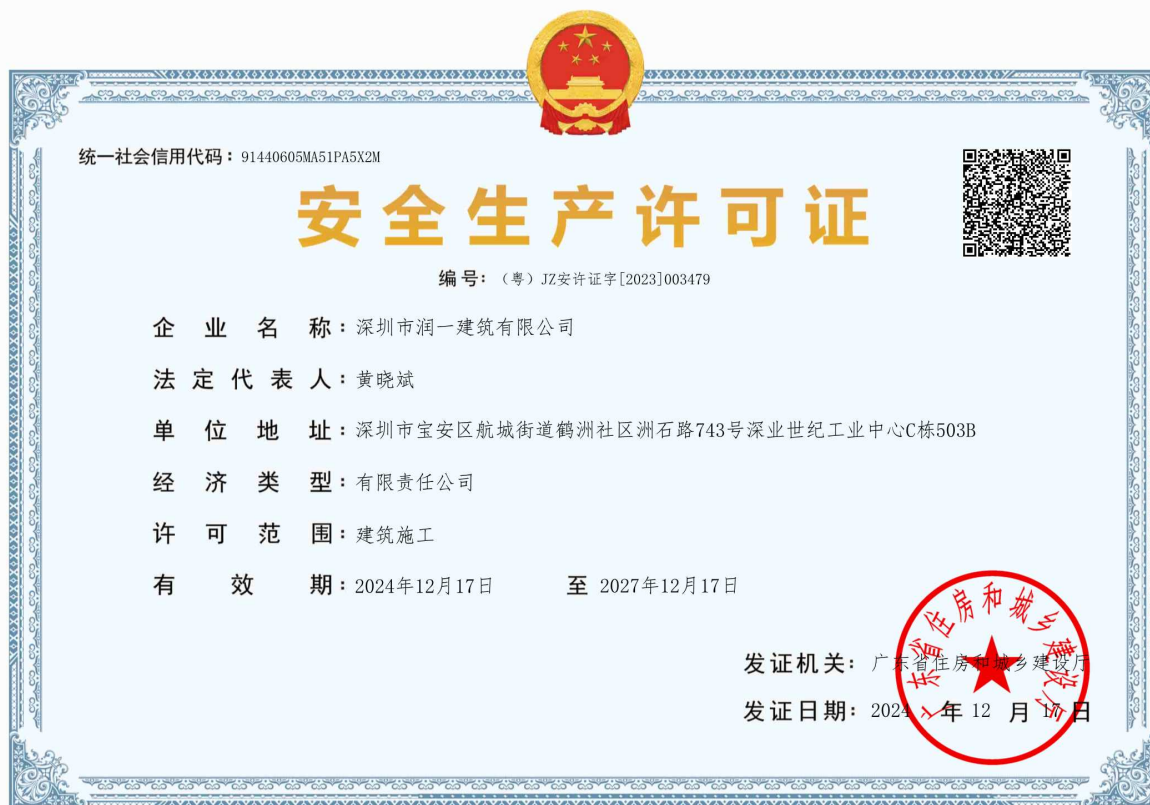 统一社会信用代码：91440605MA51PA5X2M
安全生产许可证
编号：（粤）JZ安许证字[2023]003479
企业名称：深圳市润一建筑有限公司
法定代表人：黄晓斌
单位地址：深圳市宝安区航城街道鹤洲社区洲石路743号深业世纪工业中心C栋503B
经济类型：有限责任公司
许可范围：建筑施工
有效期：2024年12月17日 至 2027年12月17日
发证机关：广东省住房和城乡建设厅
发证日期：2024年12月17日
广东省住房和城乡建设厅